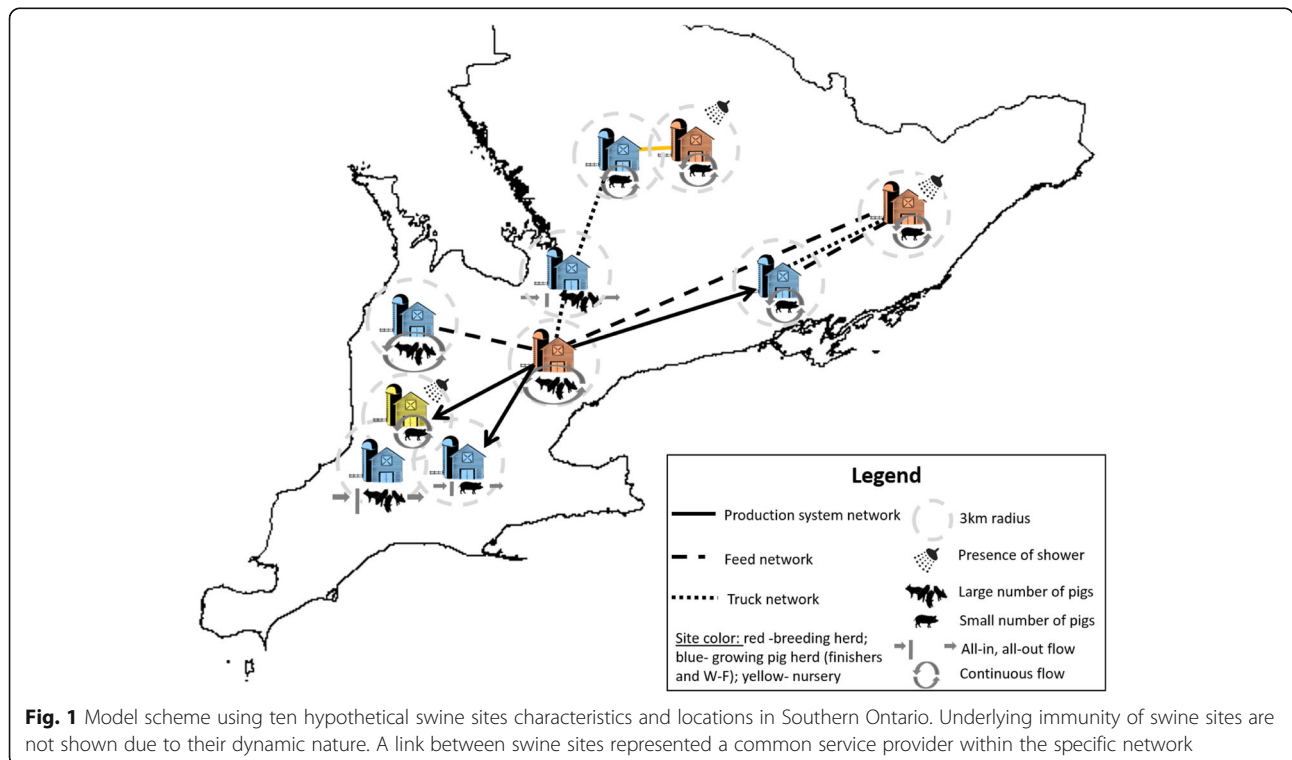 Legend
Production system network
3km radius
Feed network
Presence of shower
Truck network
Large number of pigs
Small number of pigs
Site color: red -breeding herd;
blue- growing pig herd (finishers
and W-F); yellow- nursery
All-in, all-out flow
Continuous flow
Fig. 1 Model scheme using ten hypothetical swine sites characteristics and locations in Southern Ontario. Underlying immunity of swine sites are
not shown due to their dynamic nature. A link between swine sites represented a common service provider within the specific network